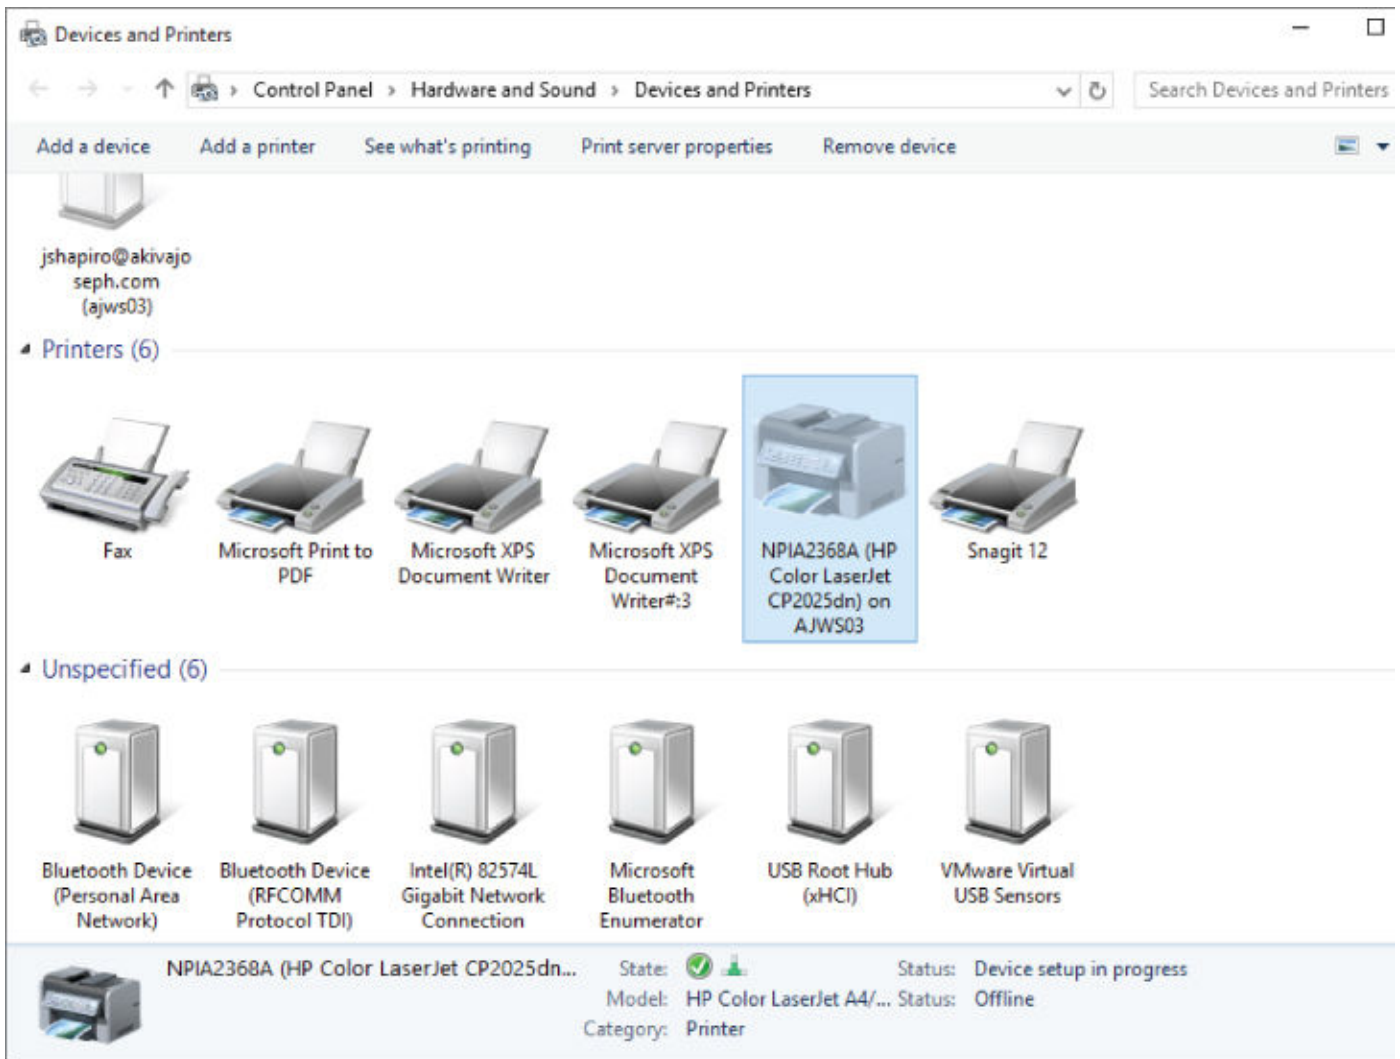 Devices and Printers
Control Panel > Hardware and Sound > Devices and Printers
Search Devices and Printers
Add a device
Add a printer
See what's printing
Print server properties
Remove device
jshapiro@akivajo
seph.com
(ajws03)
Printers (6)
Fax
Microsoft Print to
PDF
Microsoft XPS
Document Writer
Microsoft XPS
Document
Writer#:3
NPIA2368A (HP
Color LaserJet
CP2025dn) on
AJWS03
Snagit 12
Unspecified (6)
Bluetooth Device
(Personal Area
Network)
Bluetooth Device
(RFCOMM
Protocol TDI)
Intel(R) 82574L
Gigabit Network
Connection
Microsoft
Bluetooth
Enumerator
USB Root Hub
(xHCI)
VMware Virtual
USB Sensors
NPIA2368A (HP Color LaserJet CP2025dn...
State:
Status: Device setup in progress
Model: HP Color LaserJet A4/...
Status: Offline
Category: Printer